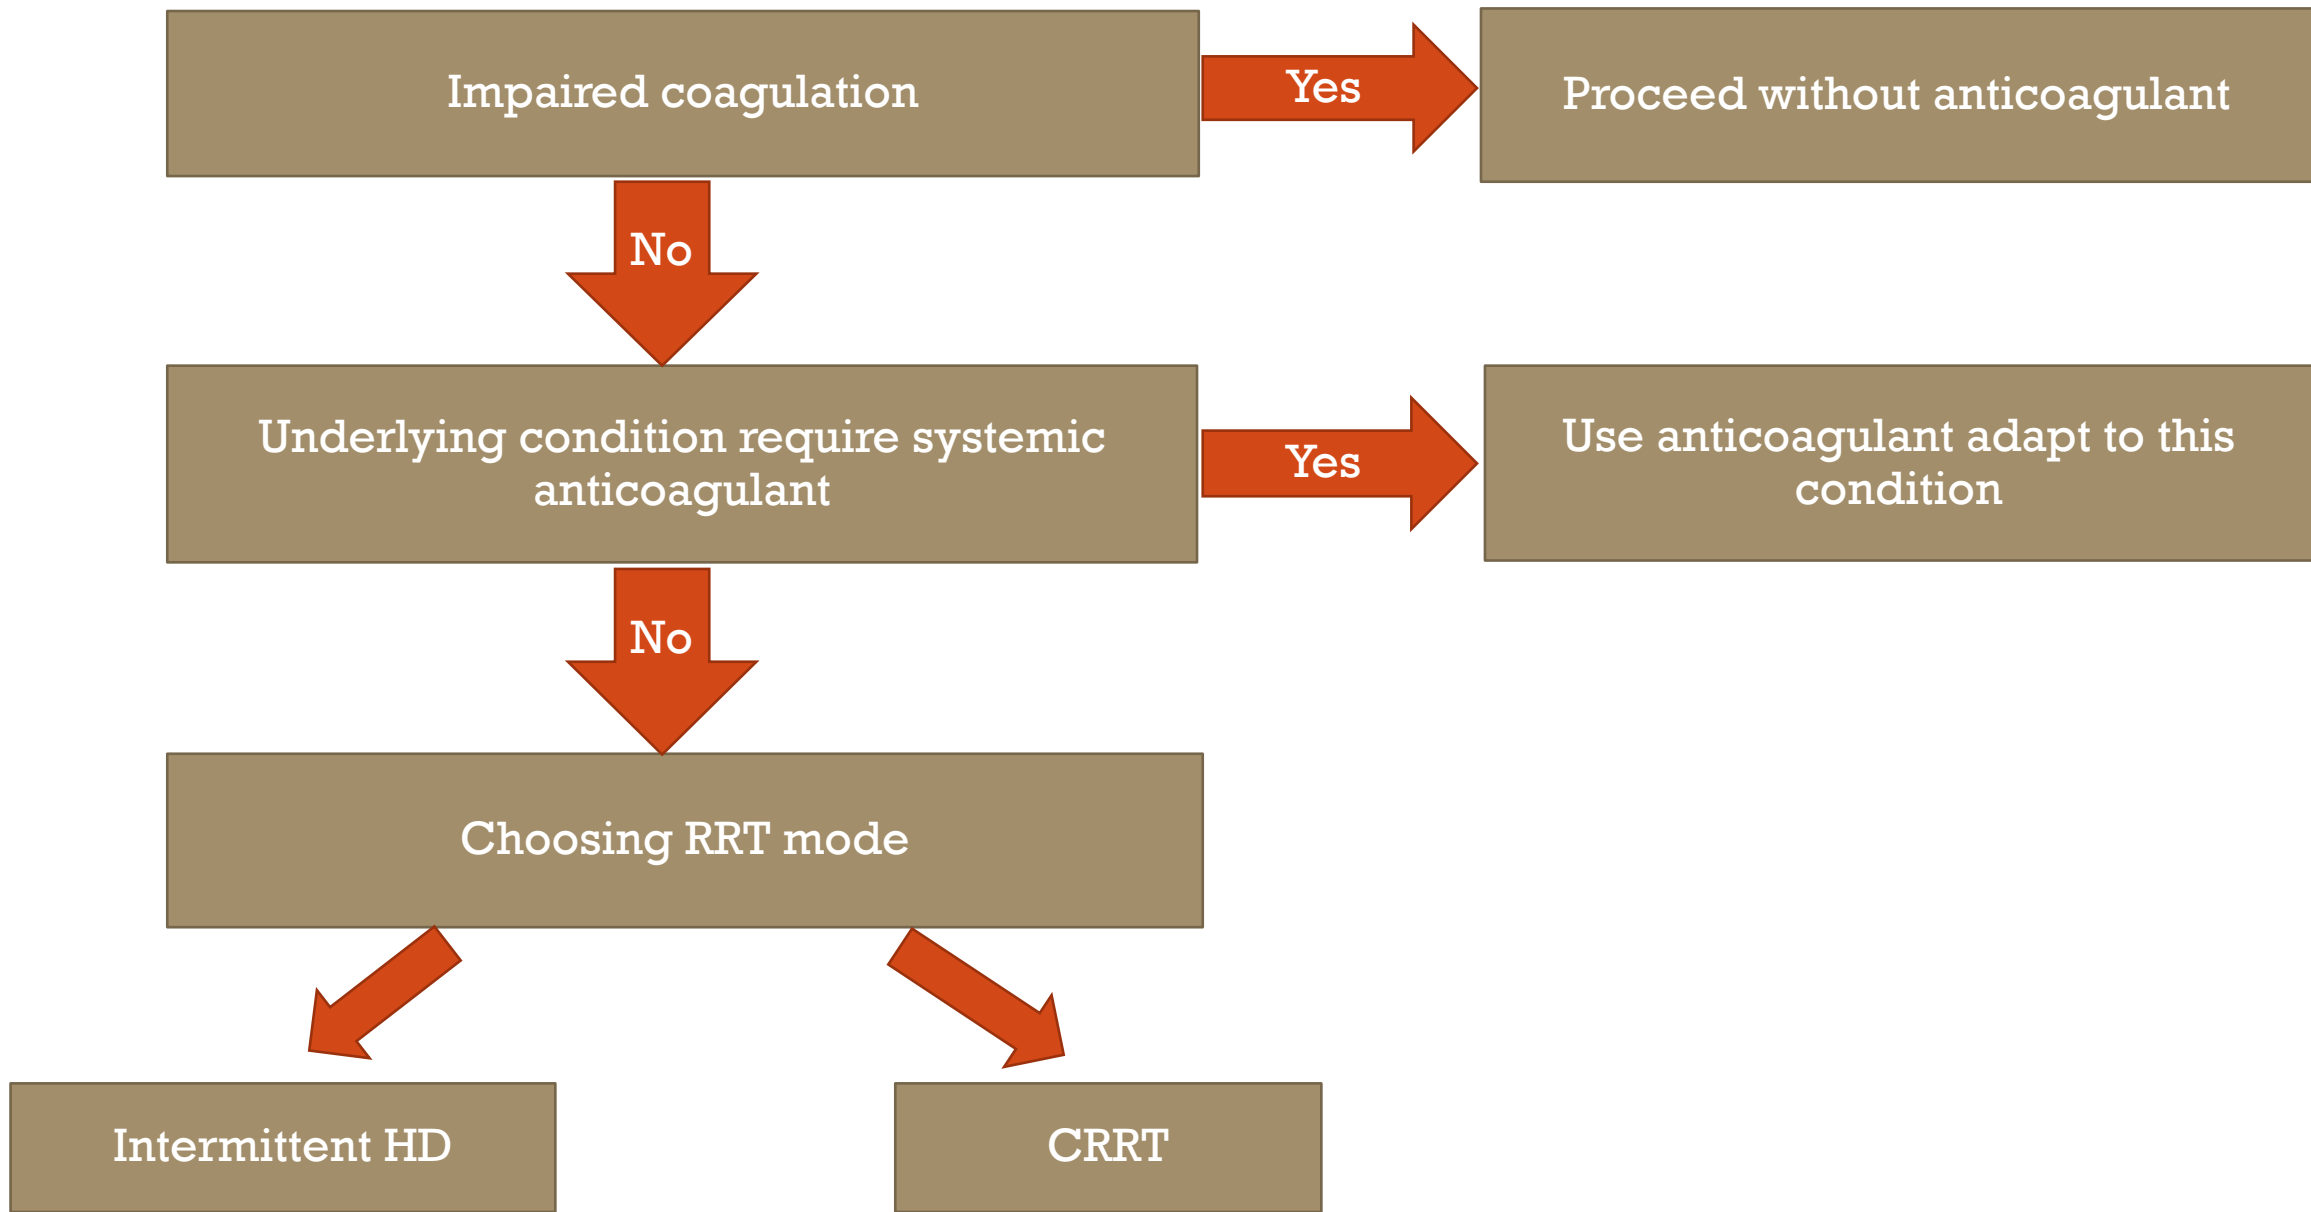 Impaired coagulation
Yes
Proceed without anticoagulant
No
Underlying condition require systemic
anticoagulant
Yes
Use anticoagulant adapt to this
condition
No
Choosing RRT mode
Intermittent HD
CRRT